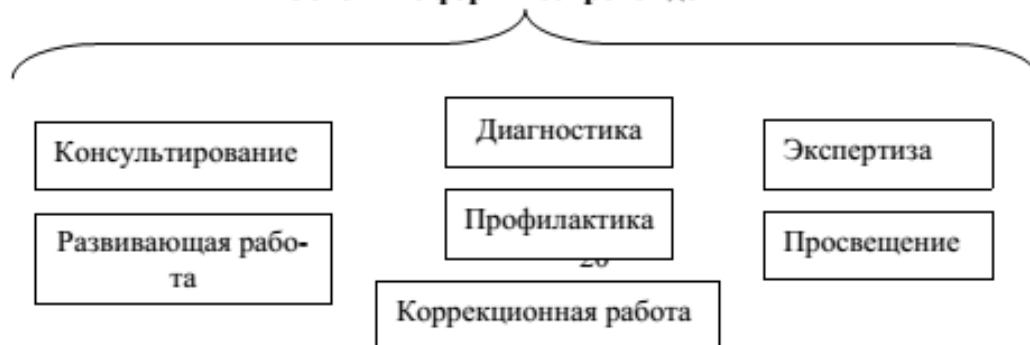 Консультирование
Развивающая рабо-
та
Диагностика
Профилактика
Коррекционная работа
Экспертиза
Просвещение